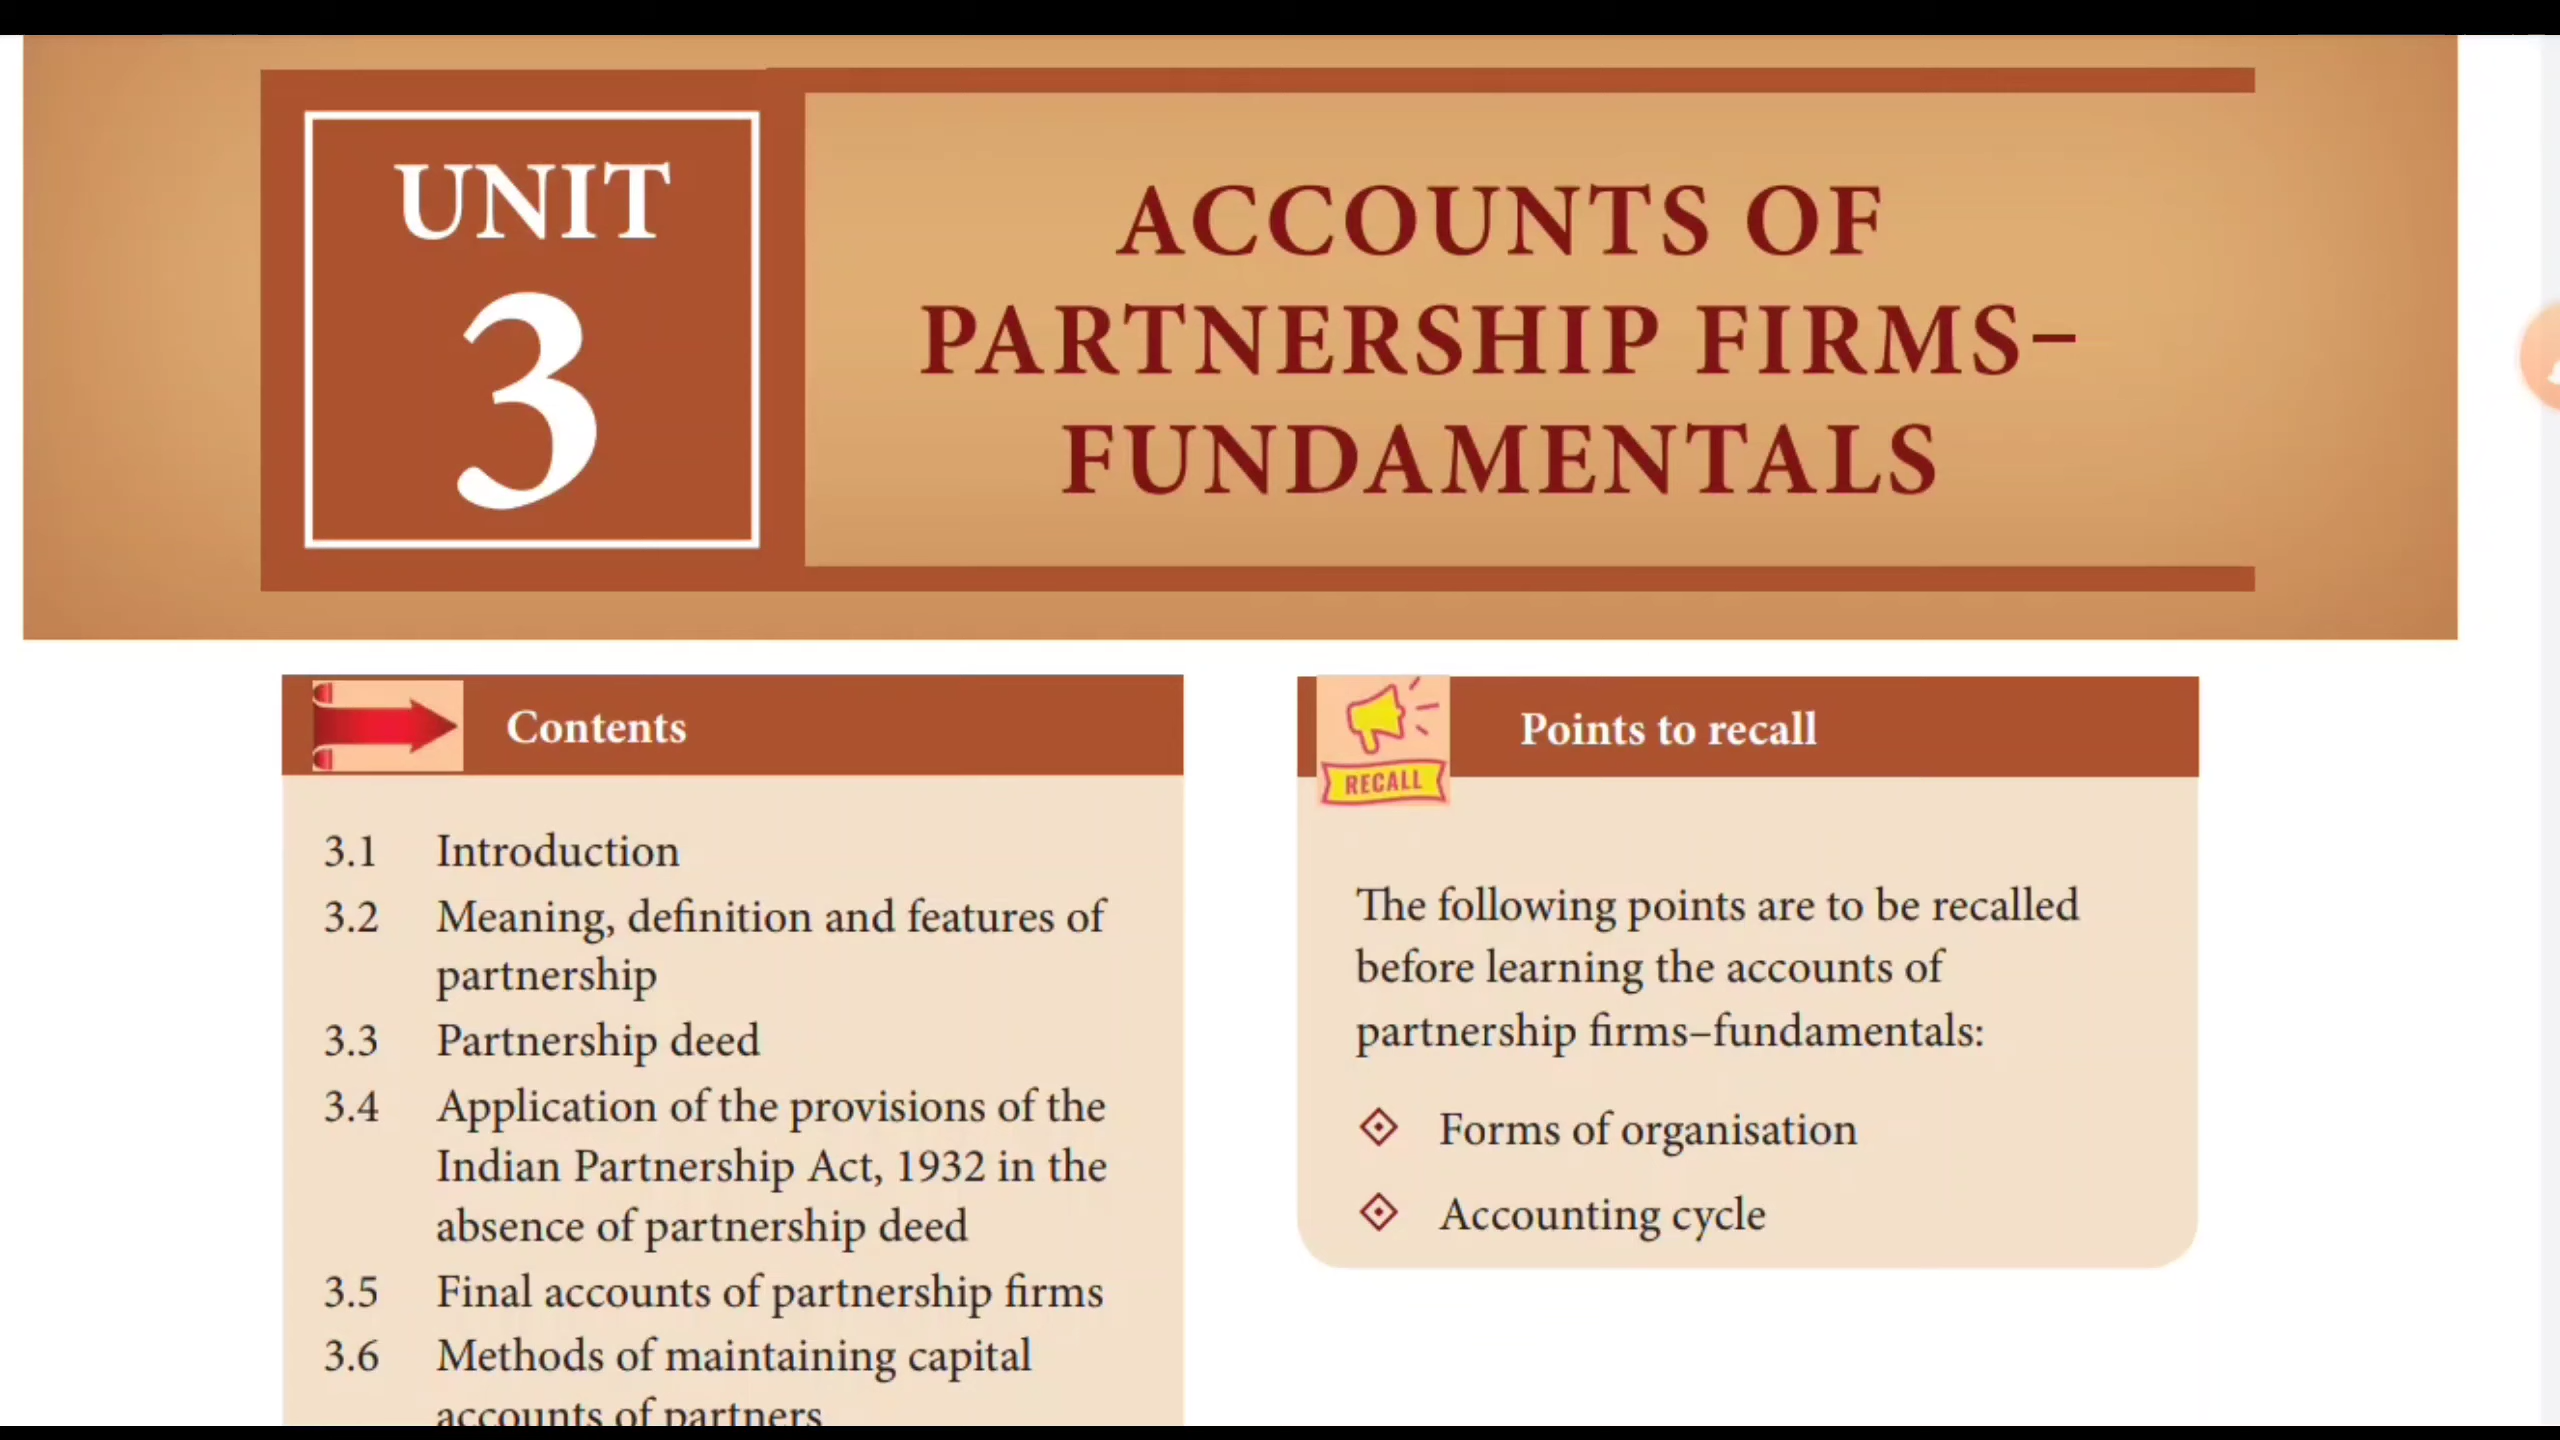 UNIT
3
ACCOUNTS OF
PARTNERSHIP FIRMS–
FUNDAMENTALS
Contents
3.1 Introduction
3.2 Meaning, definition and features of
partnership
3.3 Partnership deed
3.4 Application of the provisions of the
Indian Partnership Act, 1932 in the
absence of partnership deed
3.5 Final accounts of partnership firms
3.6 Methods of maintaining capital
accounts of partners
RECALL
Points to recall
The following points are to be recalled
before learning the accounts of
partnership firms–fundamentals:
Forms of organisation
Accounting cycle